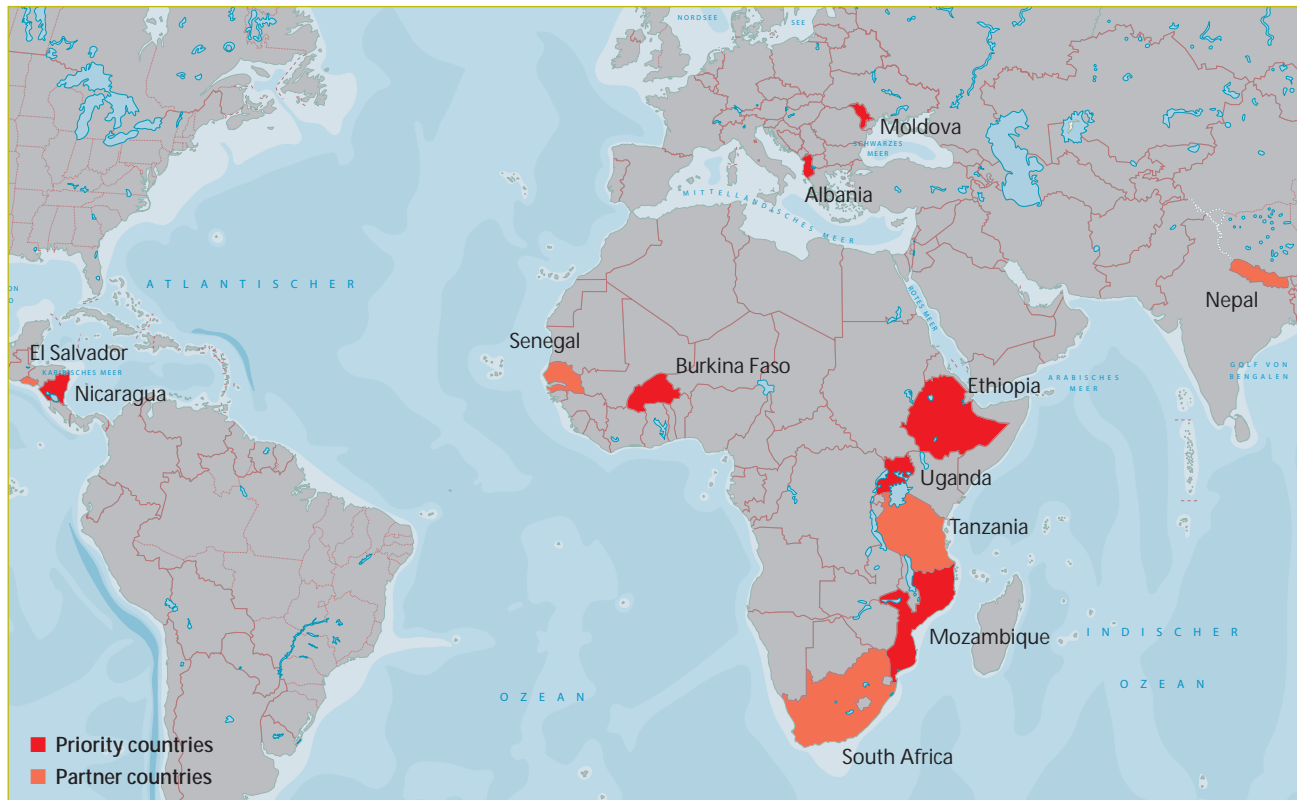 NORDSEE
SEE
Moldova
SCHWARZES
MEER
Albania
MITTELLÄNDISCHES MEER
ATLANTISCHER
ROTES MEER
Nepal
Senegal
El Salvador
KARIBISCHES MEER
Nicaragua
Burkina Faso
Ethiopia
ARABISCHES
MEER
GOLF VON
BENGALEN
Uganda
Tanzania
Mozambique
INDISCHER
OZEAN
OZEAN
South Africa
Priority countries
Partner countries